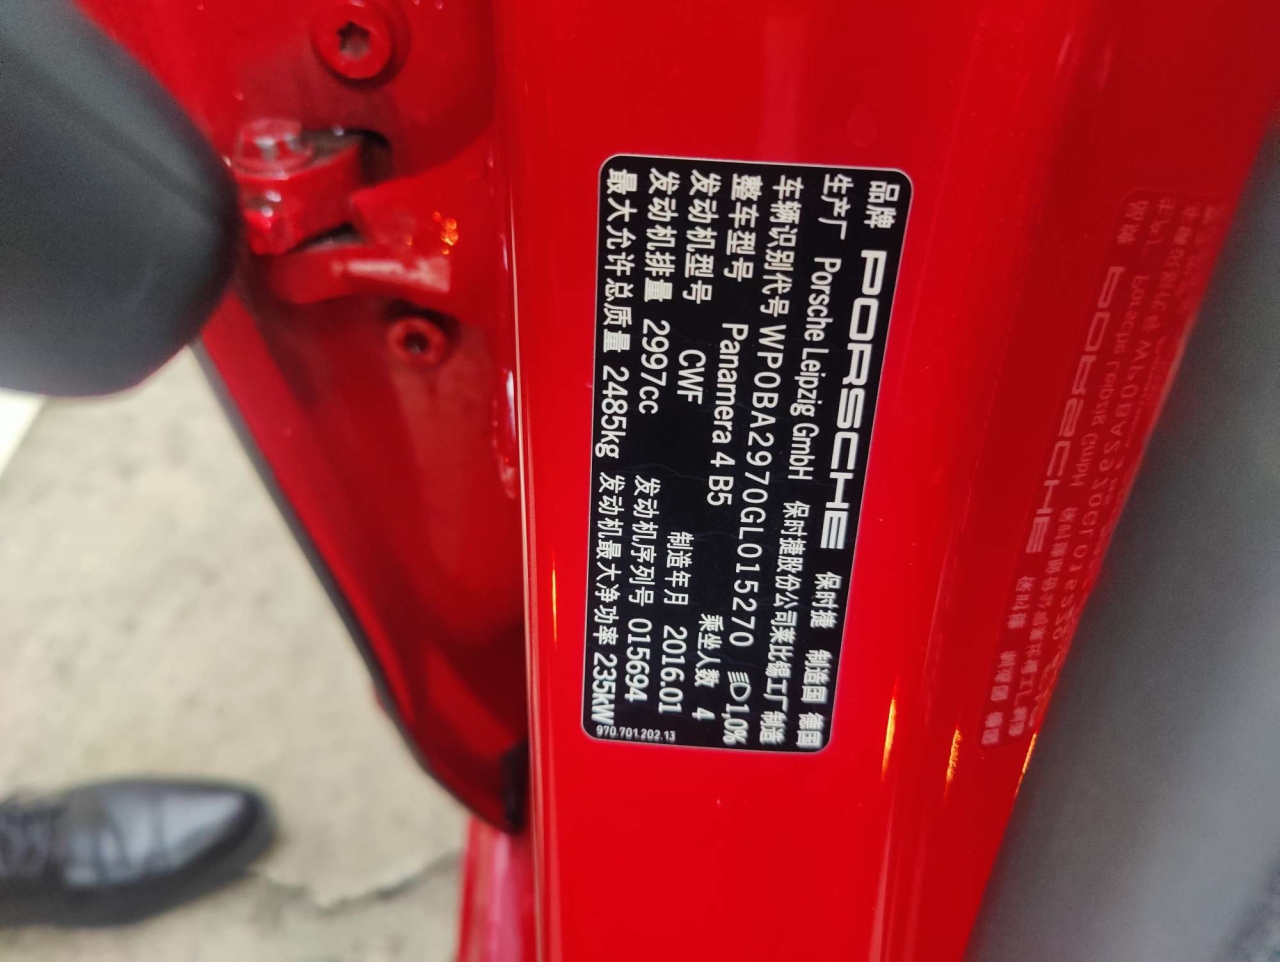 品牌 PORSCHE 保时捷 制造国 德国
生产厂 Porsche Leipzig GmbH 保时捷股份公司莱比锡工厂 制造
车辆识别代号 WP0BA2970GL015270 1,0%
整车型号 Panamera 4 B5 乘坐人数 4
发动机型号 CWF 制造年月 2016.01
发动机排量 2997cc 发动机序列号 015694
最大允许总质量 2485kg 发动机最大净功率 235kW
970.701.202.13